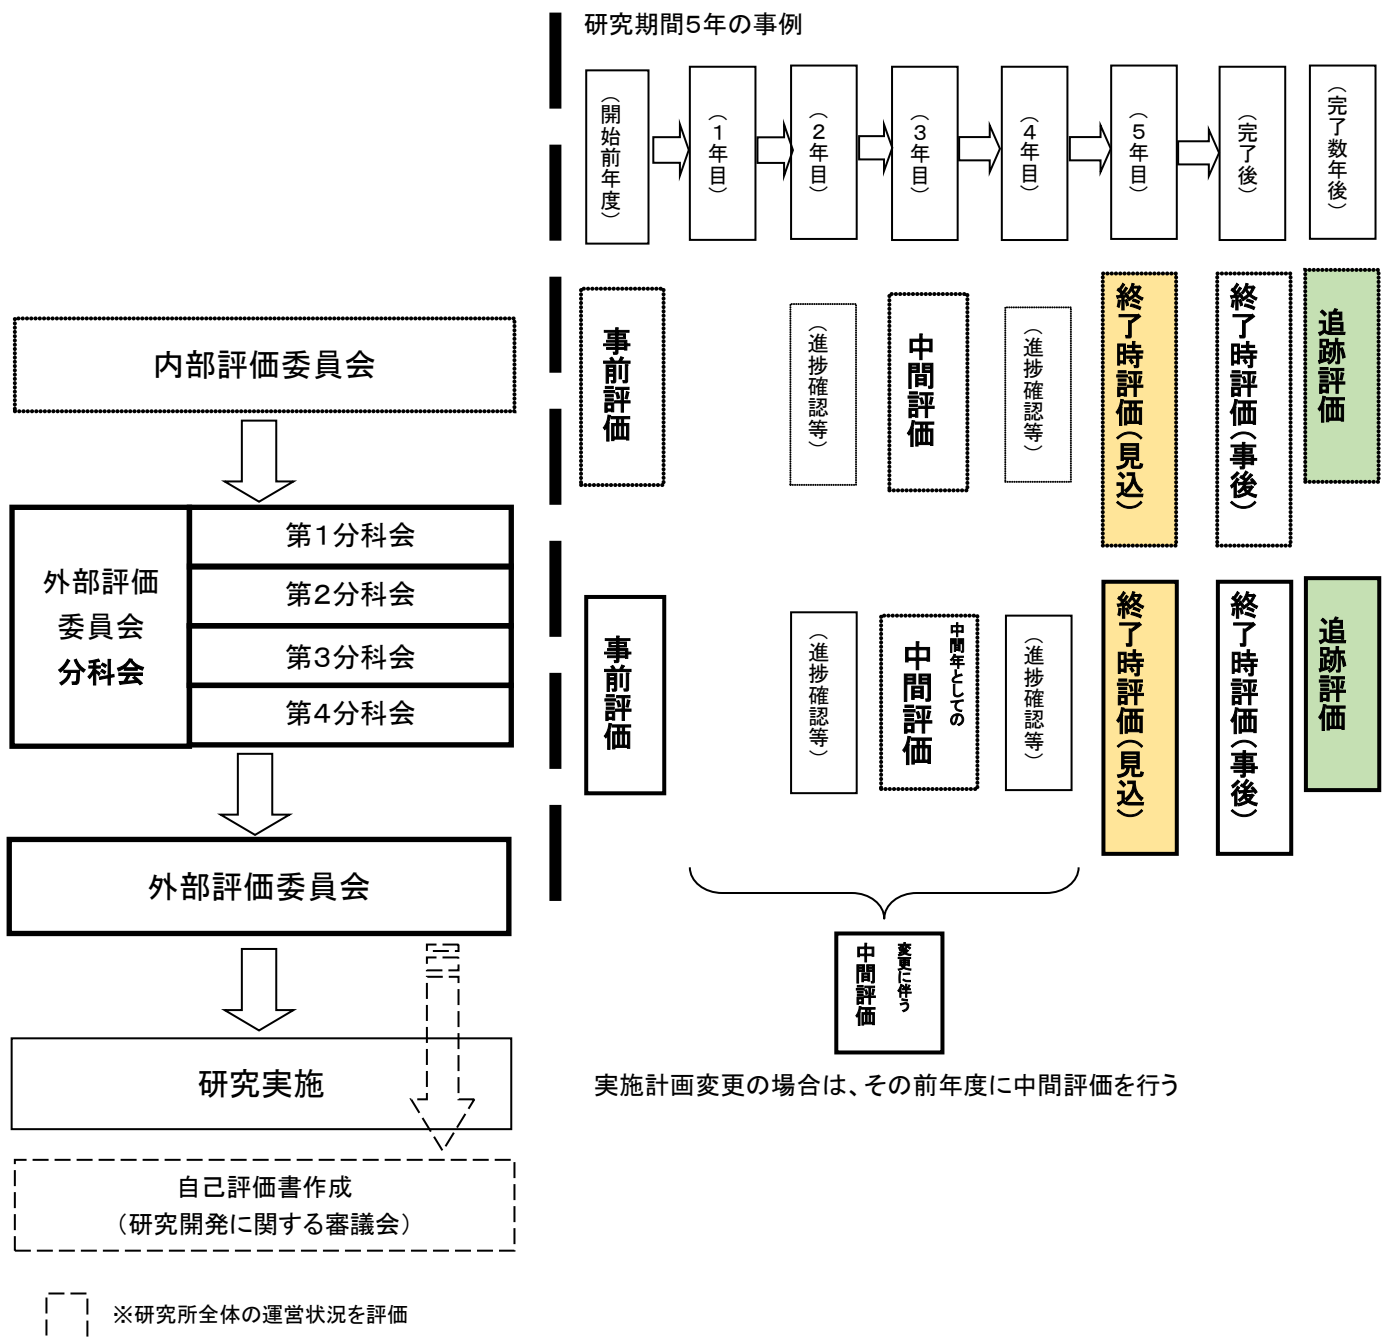 研究期間5年の事例
（開始前年度）
（1年目）
（2年目）
（3年目）
（4年目）
（5年目）
（完了後）
（完了数年後）
内部評価委員会
事前評価
（進捗確認等）
中間評価
（進捗確認等）
終了時評価（見込）
終了時評価（事後）
追跡評価
外部評価
委員会
分科会
第1分科会
第2分科会
第3分科会
第4分科会
事前評価
（進捗確認等）
中間年としての
中間評価
（進捗確認等）
終了時評価（見込）
終了時評価（事後）
追跡評価
外部評価委員会
変更に伴う
中間評価
研究実施
実施計画変更の場合は、その前年度に中間評価を行う
自己評価書作成
（研究開発に関する審議会）
※研究所全体の運営状況を評価